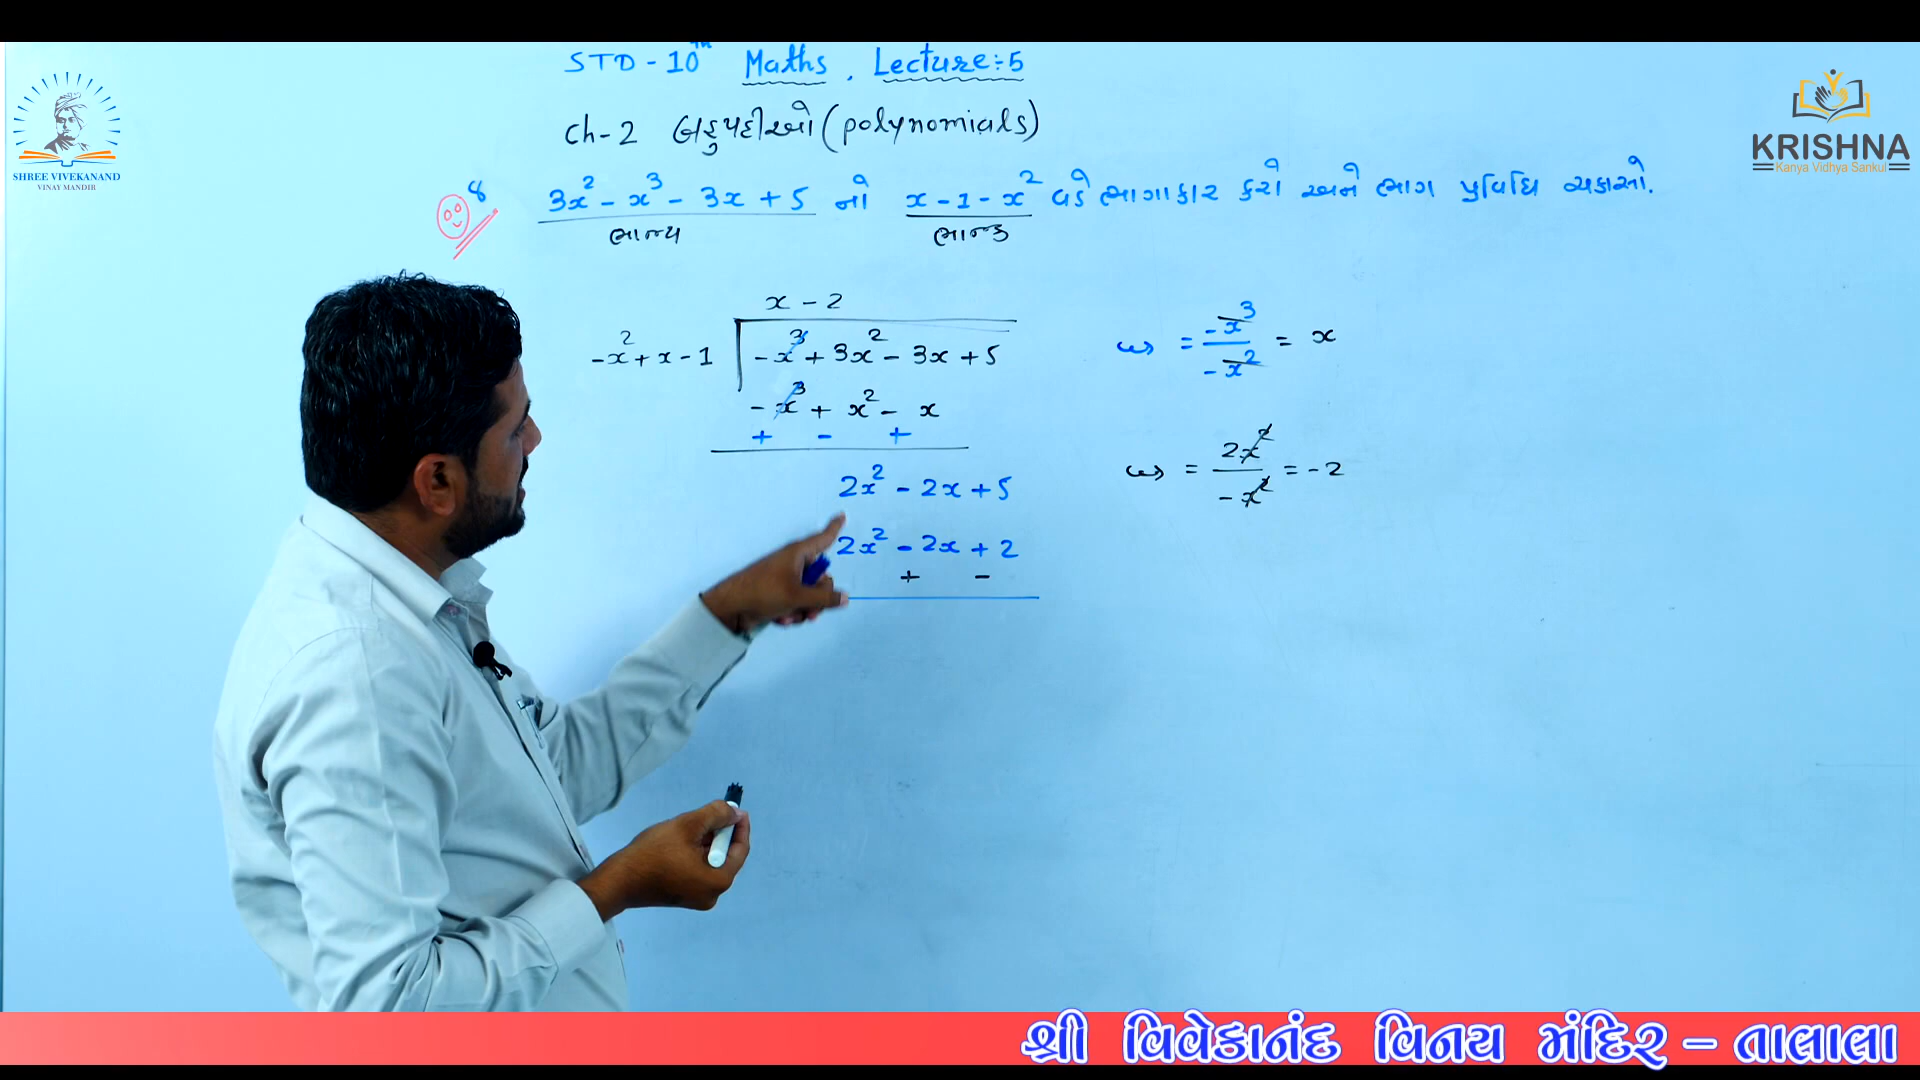 STD - 10th Maths , Lecture:-5
SHREE VIVEKANAND
VINAY MANDIR
KRISHNA
Kanya Vidhya Sankul
Ch-2 બહુપદીઓ (polynomials)
8 3x² - x³ - 3x + 5 નો x - 1 - x² વડે ભાગાકાર કરો અને ભાગ પ્રવિધિ ચકાસો.
ભાજ્ય ભાજક
x - 2
-x² + x - 1 -x³ + 3x² - 3x + 5
-x³ + x² - x
+ - +
2x² - 2x + 5
2x² - 2x + 2
+ -
= -x³ / -x² = x
= 2x² / -x² = -2
શ્રી વિવેકાનંદ વિનય મંદિર – તાલાલા